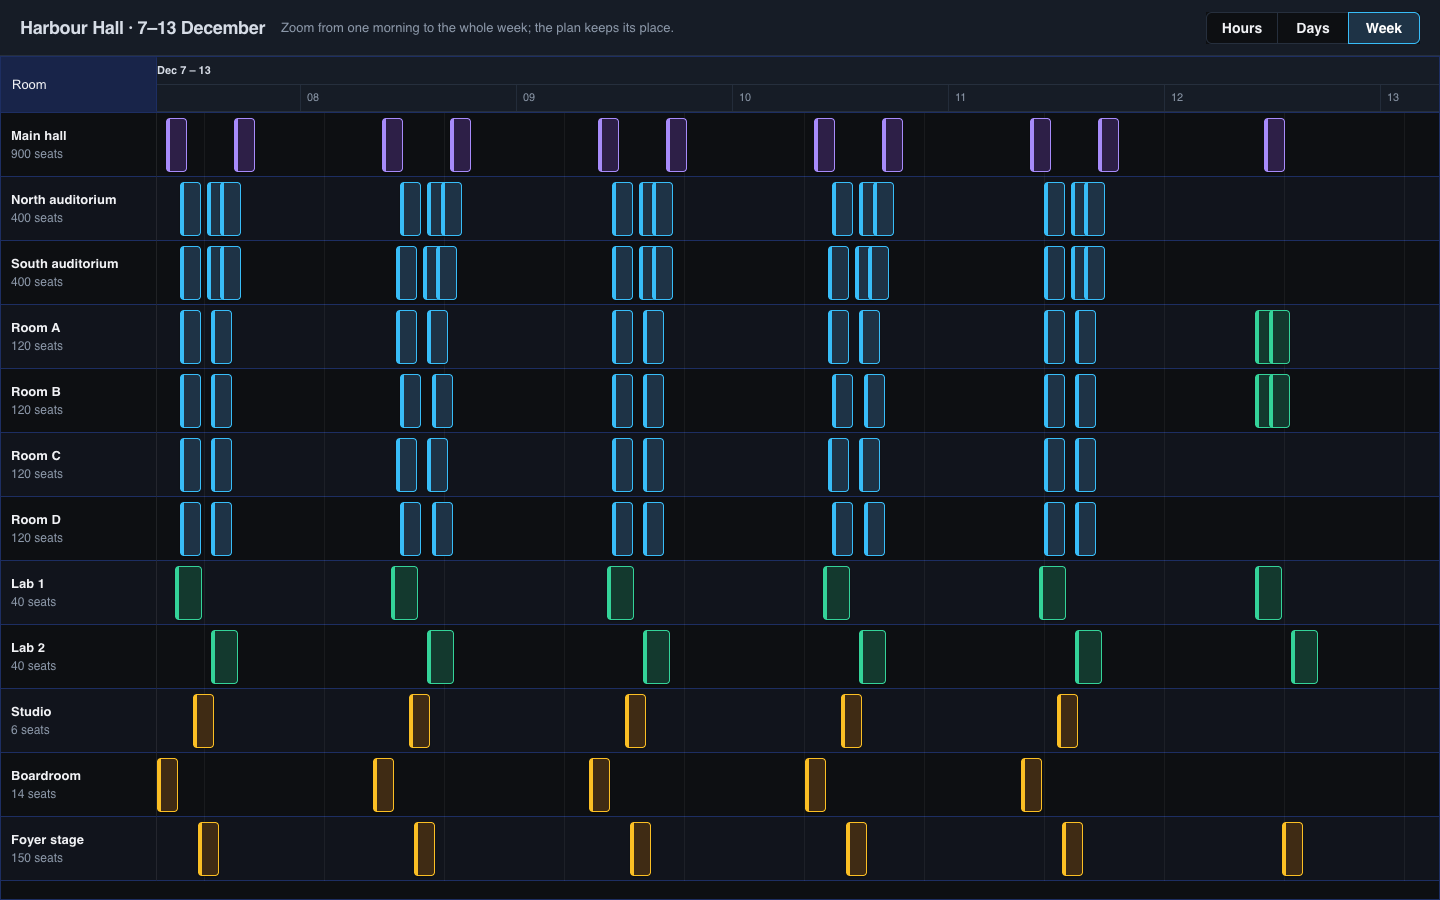 Harbour Hall · 7–13 December
Zoom from one morning to the whole week; the plan keeps its place.
Hours
Days
Week
Room
Dec 7 – 13
08
09
10
11
12
13
Main hall
900 seats
North auditorium
400 seats
South auditorium
400 seats
Room A
120 seats
Room B
120 seats
Room C
120 seats
Room D
120 seats
Lab 1
40 seats
Lab 2
40 seats
Studio
6 seats
Boardroom
14 seats
Foyer stage
150 seats